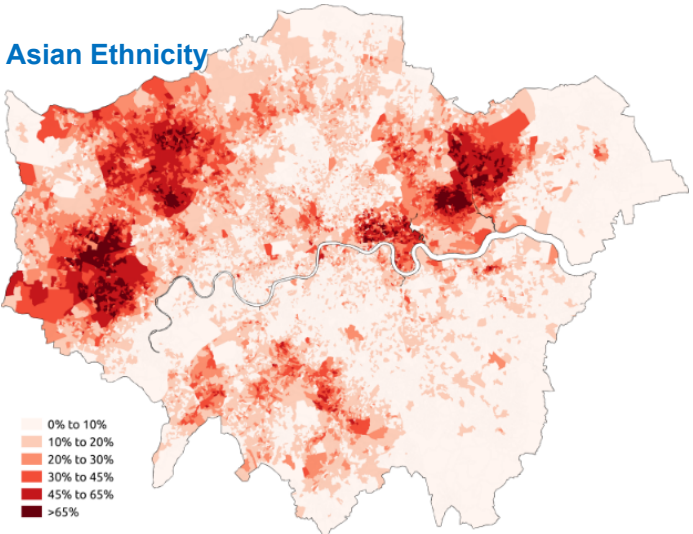 Asian Ethnicity
0% to 10%
10% to 20%
20% to 30%
30% to 45%
45% to 65%
>65%